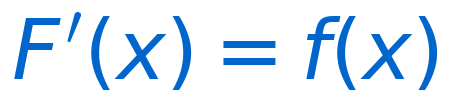 F′(x) = f(x)